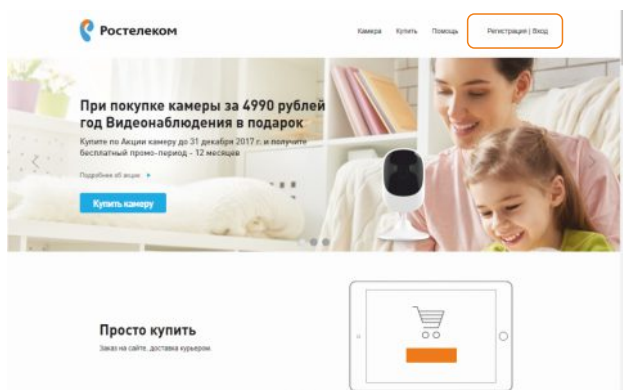 Ростелеком
Камера Купить Помощь Регистрация | Вход
При покупке камеры за 4990 рублей
год Видеонаблюдения в подарок
Купите по Акции камеру до 31 декабря 2017 г. и получите
бесплатный промо-период - 12 месяцев
Подробнее об акции
Купить камеру
Просто купить
Заказ на сайте, доставка курьером.